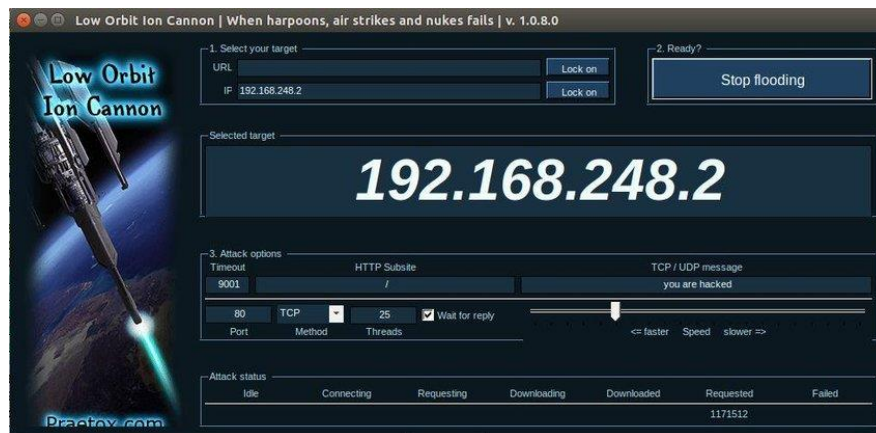 Low Orbit Ion Cannon | When harpoons, air strikes and nukes fails | v. 1.0.8.0
Low Orbit
Ion Cannon
Praetox.com
1. Select your target
URL Lock on
IP 192.168.248.2 Lock on
2. Ready?
Stop flooding
Selected target
192.168.248.2
3. Attack options
Timeout HTTP Subsite TCP / UDP message
9001 / you are hacked
80 TCP 25 Wait for reply
Port Method Threads <= faster Speed slower =>
Attack status
Idle Connecting Requesting Downloading Downloaded Requested Failed
1171512